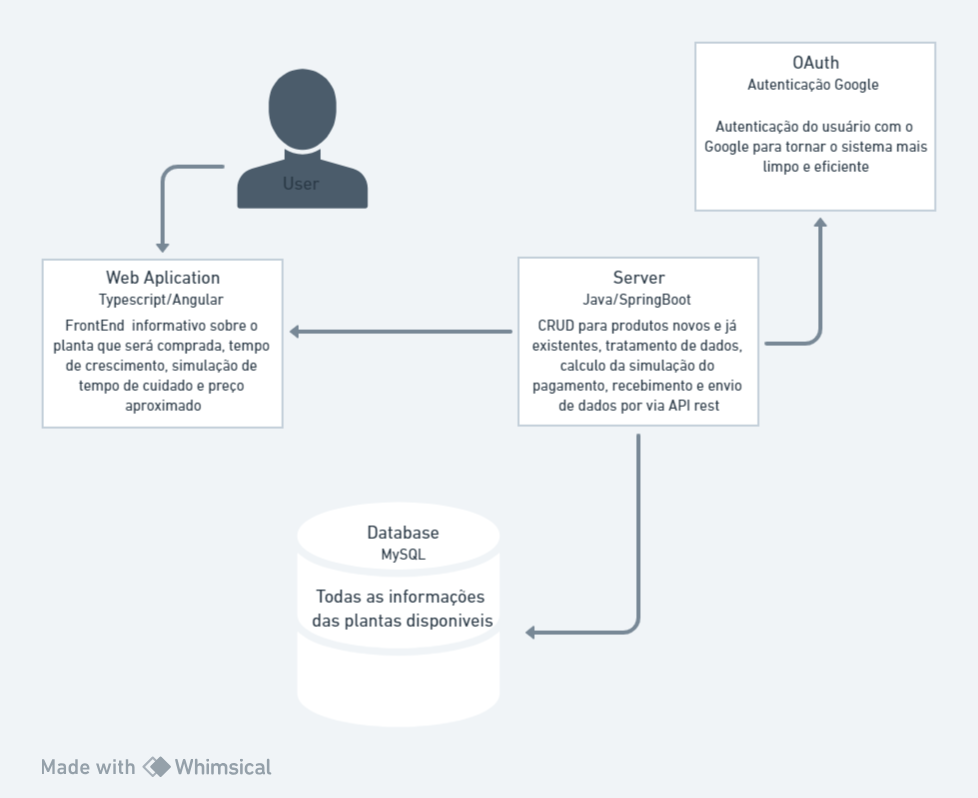 User
OAuth
Autenticação Google
Autenticação do usuário com o
Google para tornar o sistema mais
limpo e eficiente
Web Aplication
Typescript/Angular
FrontEnd informativo sobre o
planta que será comprada, tempo
de crescimento, simulação de
tempo de cuidado e preço
aproximado
Server
Java/SpringBoot
CRUD para produtos novos e já
existentes, tratamento de dados,
calculo da simulação do
pagamento, recebimento e envio
de dados por via API rest
Database
MySQL
Todas as informações
das plantas disponiveis
Made with Whimsical